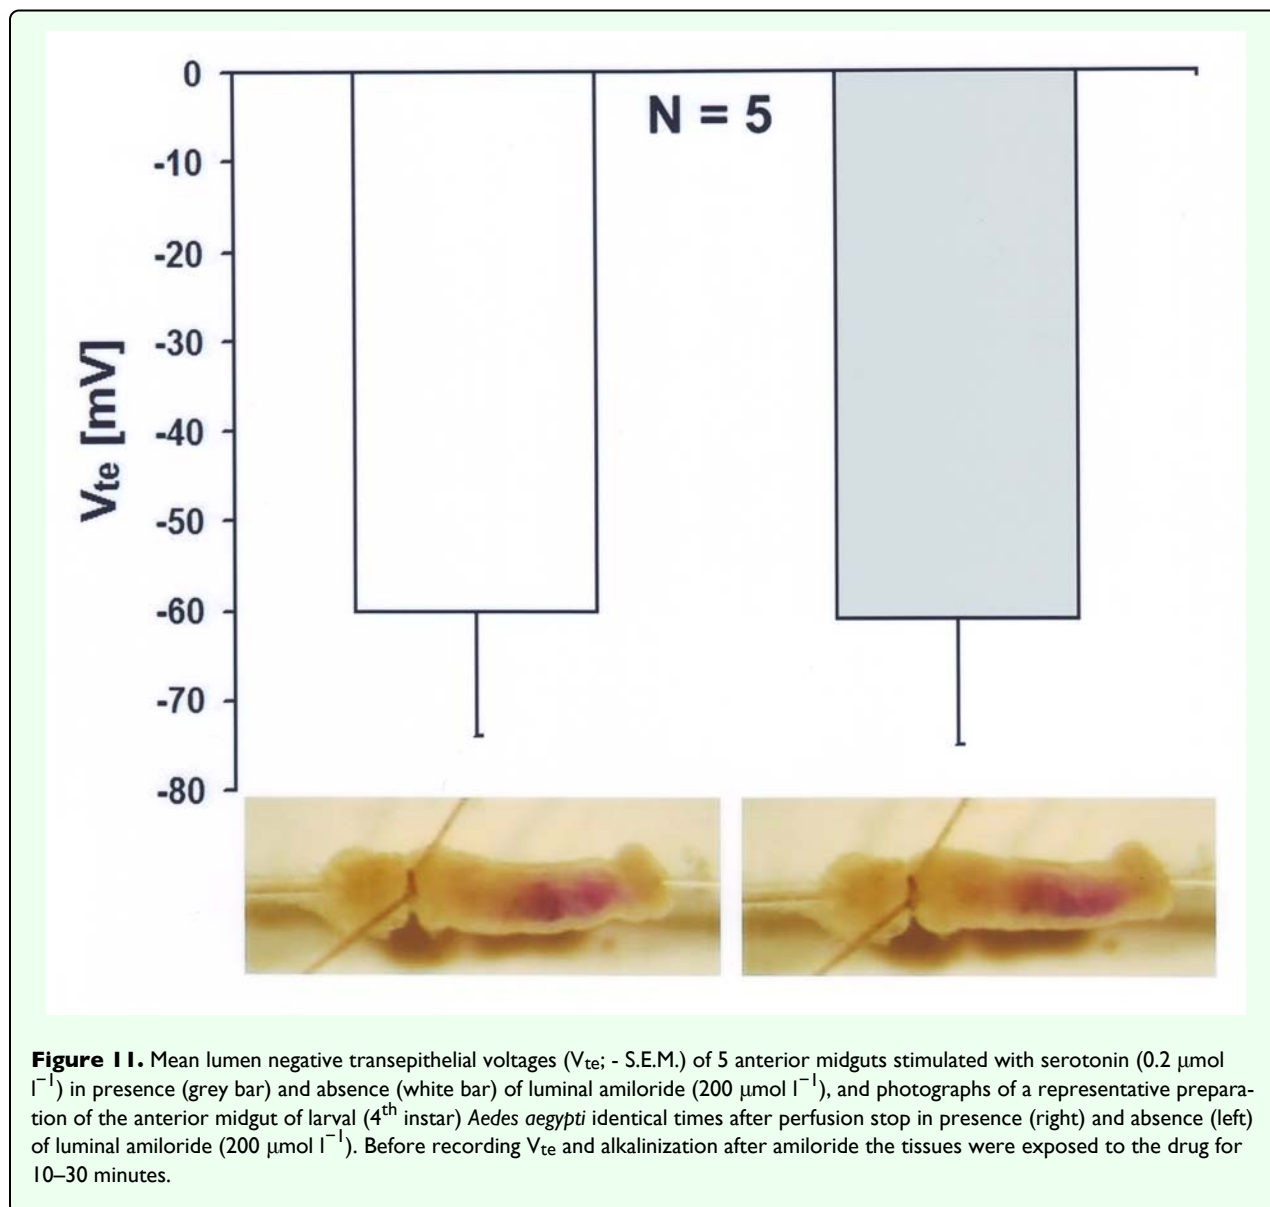 0
N = 5
-10
-20
-30
-40
-50
-60
-70
-80
Vte [mV]
Figure 11. Mean lumen negative transepithelial voltages (Vte; - S.E.M.) of 5 anterior midguts stimulated with serotonin (0.2 μmol
l⁻¹) in presence (grey bar) and absence (white bar) of luminal amiloride (200 μmol l⁻¹), and photographs of a representative prepara-
tion of the anterior midgut of larval (4th instar) Aedes aegypti identical times after perfusion stop in presence (right) and absence (left)
of luminal amiloride (200 μmol l⁻¹). Before recording Vte and alkalinization after amiloride the tissues were exposed to the drug for
10–30 minutes.